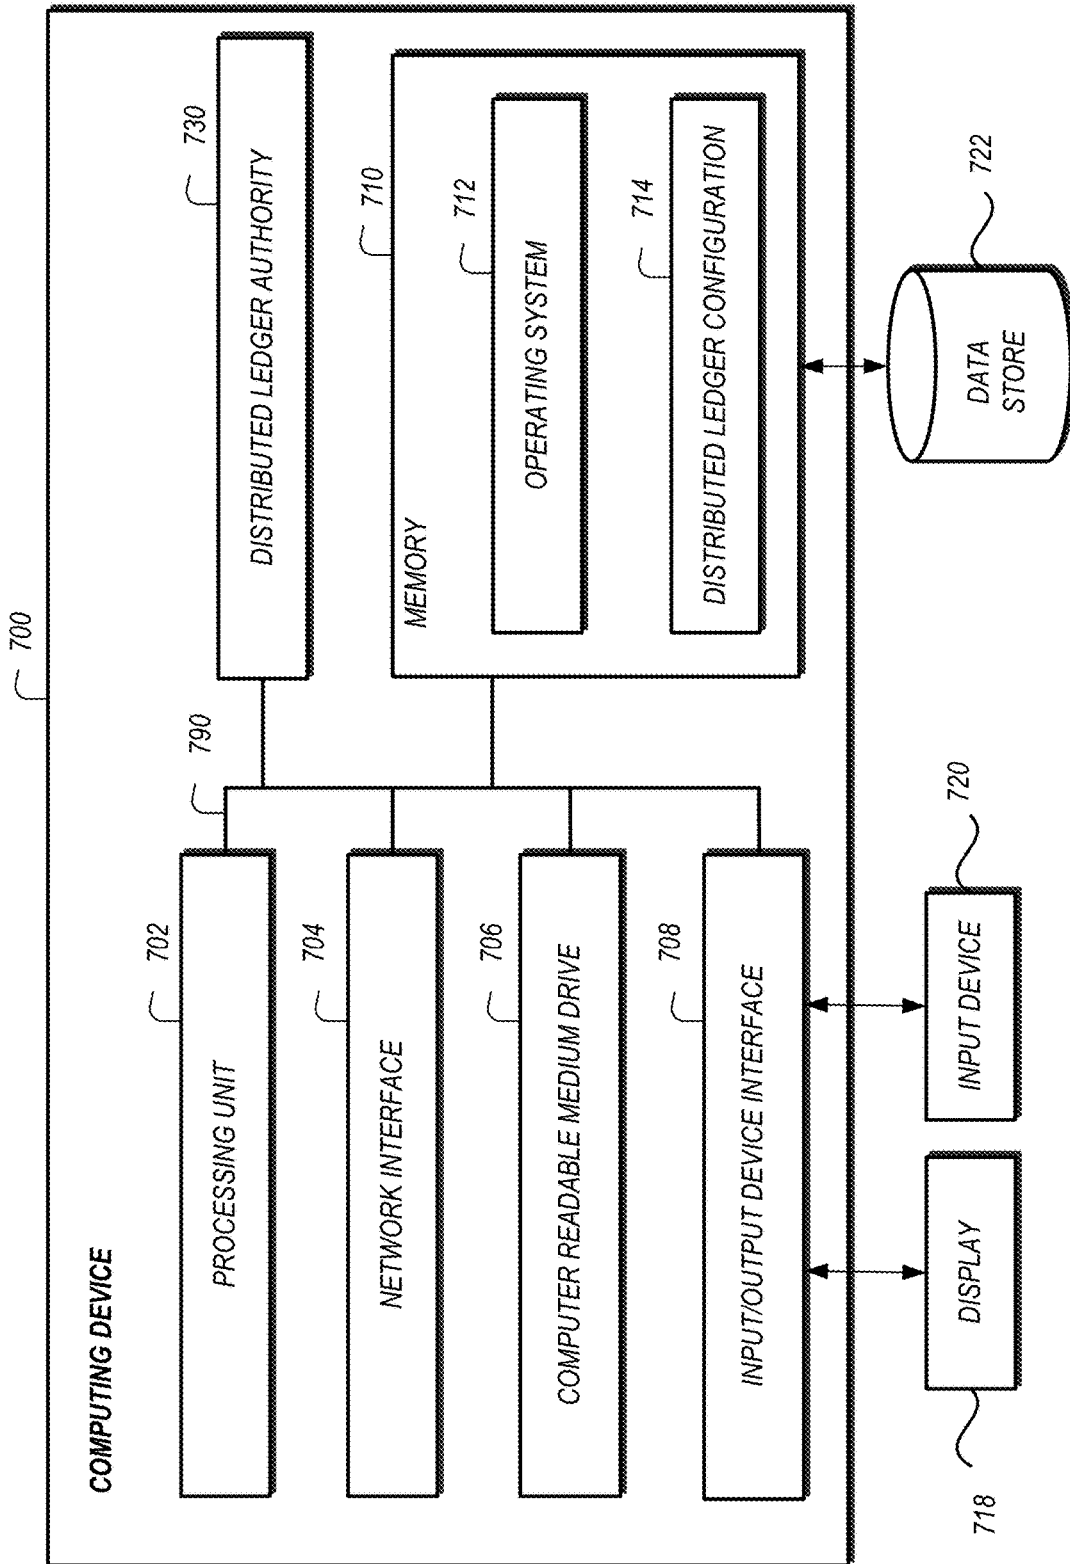 700
COMPUTING DEVICE
702
PROCESSING UNIT
790
730
DISTRIBUTED LEDGER AUTHORITY
704
NETWORK INTERFACE
710
MEMORY
706
COMPUTER READABLE MEDIUM DRIVE
712
OPERATING SYSTEM
708
INPUT/OUTPUT DEVICE INTERFACE
714
DISTRIBUTED LEDGER CONFIGURATION
718
DISPLAY
INPUT DEVICE
720
DATA
STORE
722